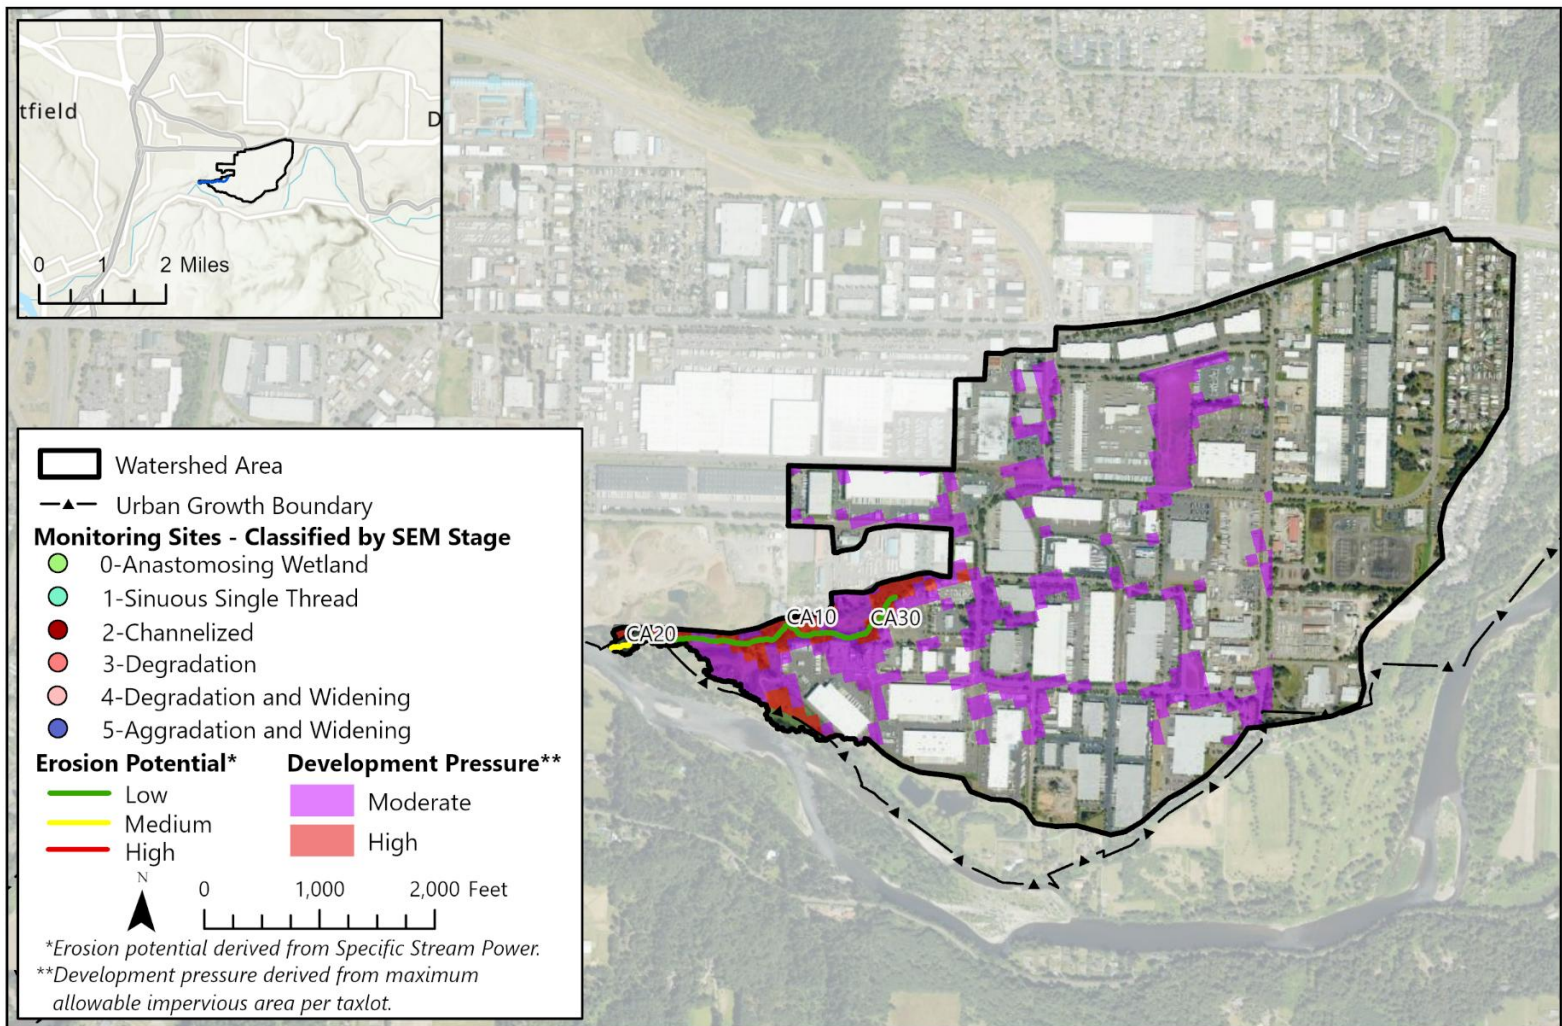 tfield
D
0 1 2 Miles
Watershed Area
Urban Growth Boundary
Monitoring Sites - Classified by SEM Stage
0-Anastomosing Wetland
1-Sinuous Single Thread
2-Channelized
3-Degradation
4-Degradation and Widening
5-Aggradation and Widening
Erosion Potential* Development Pressure**
Low Moderate
Medium
High High
N
0 1,000 2,000 Feet
*Erosion potential derived from Specific Stream Power.
**Development pressure derived from maximum
allowable impervious area per taxlot.
CA20 CA10 CA30